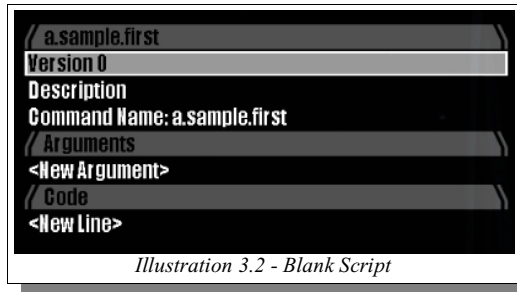 a.sample.first
Version 0
Description
Command Name: a.sample.first
Arguments
<New Argument>
Code
<New Line>
Illustration 3.2 - Blank Script